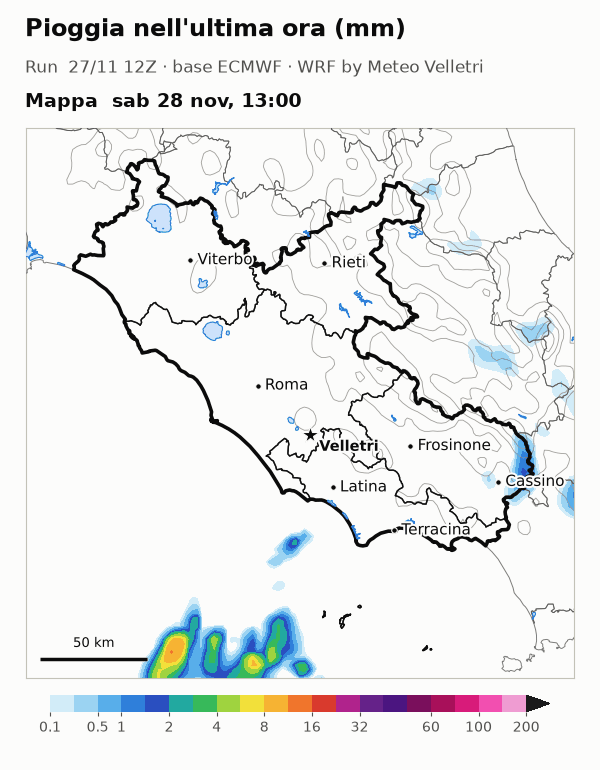 Pioggia nell'ultima ora (mm)
Run  27/11 12Z · base ECMWF · WRF by Meteo Velletri
Mappa  sab 28 nov, 13:00
Viterbo
Rieti
Roma
Velletri
Frosinone
Latina
Cassino
Terracina
50 km
0.1 0.5 1 2 4 8 16 32 60 100 200